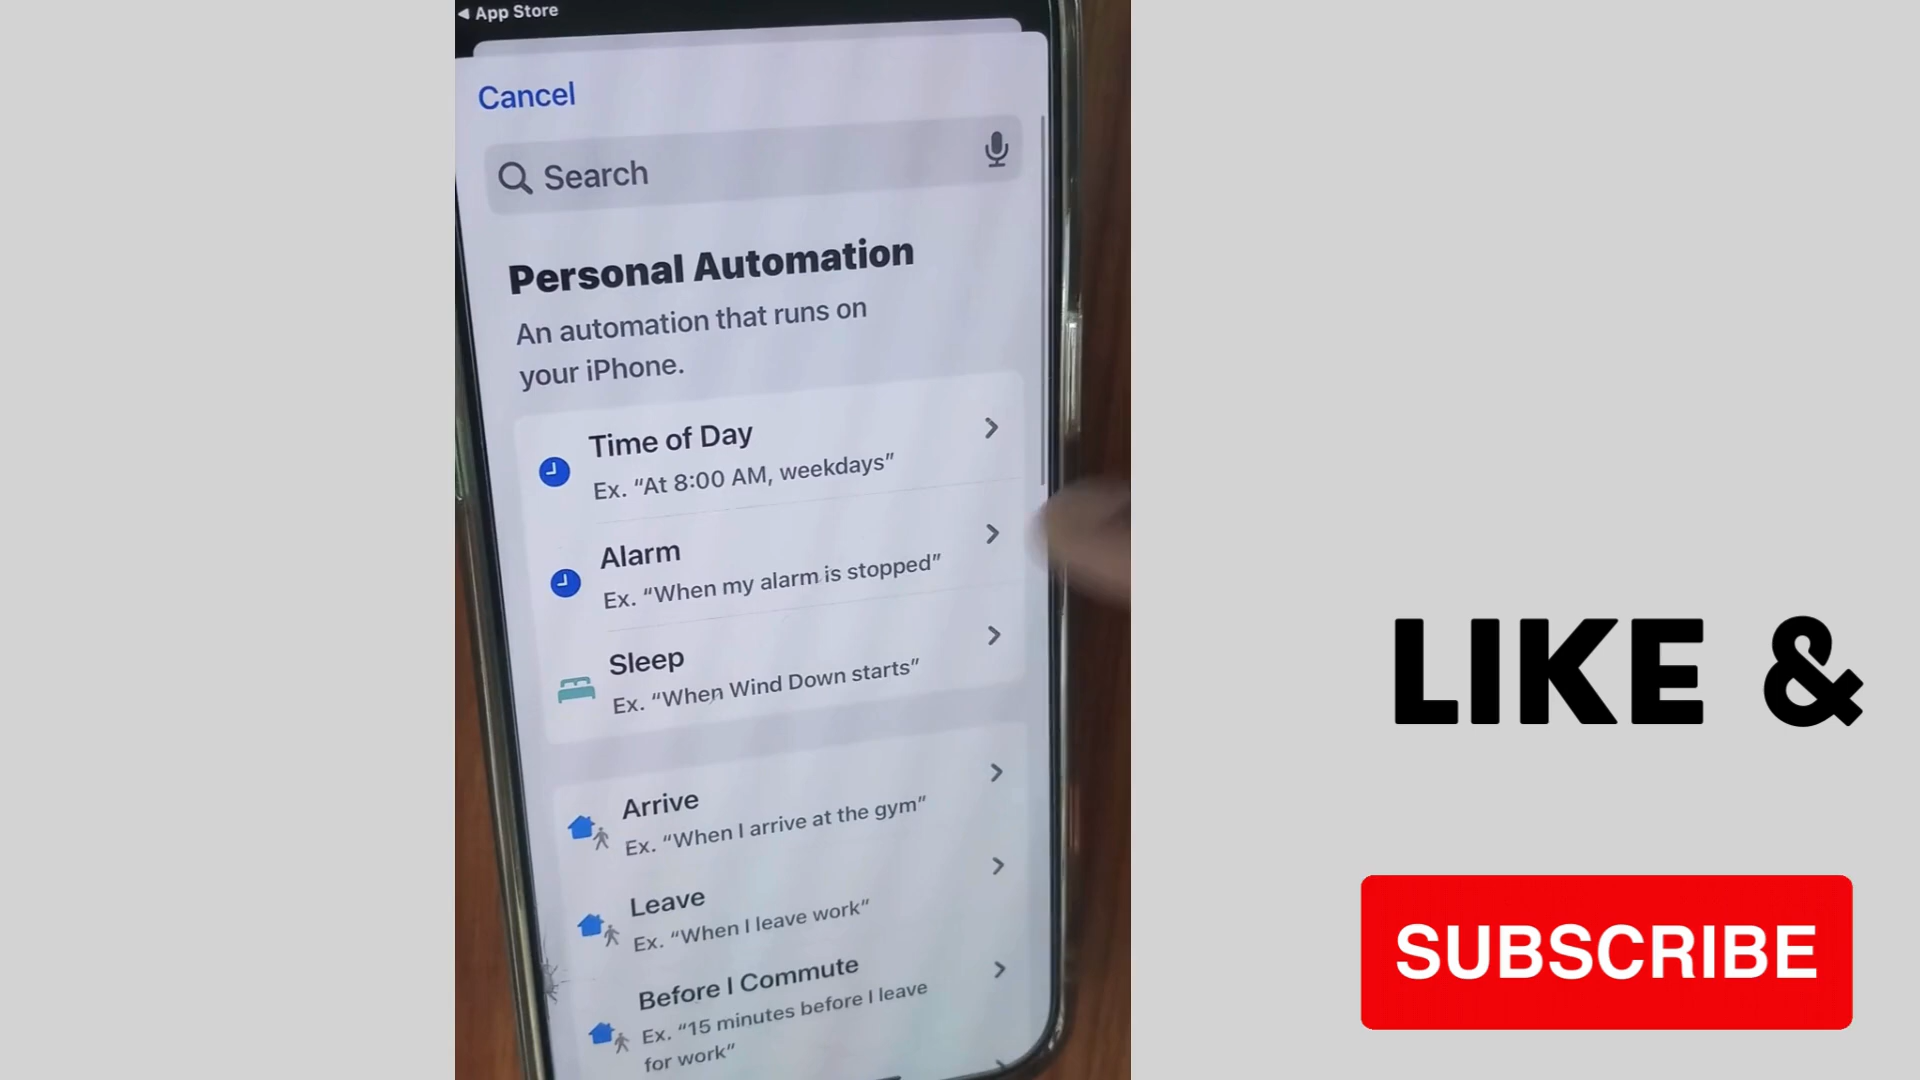 App Store
Cancel
Search
Personal Automation
An automation that runs on
your iPhone.
Time of Day
Ex. “At 8:00 AM, weekdays”
Alarm
Ex. “When my alarm is stopped”
Sleep
Ex. “When Wind Down starts”
Arrive
Ex. “When I arrive at the gym”
Leave
Ex. “When I leave work”
Before I Commute
Ex. “15 minutes before I leave
for work”
LIKE &
SUBSCRIBE